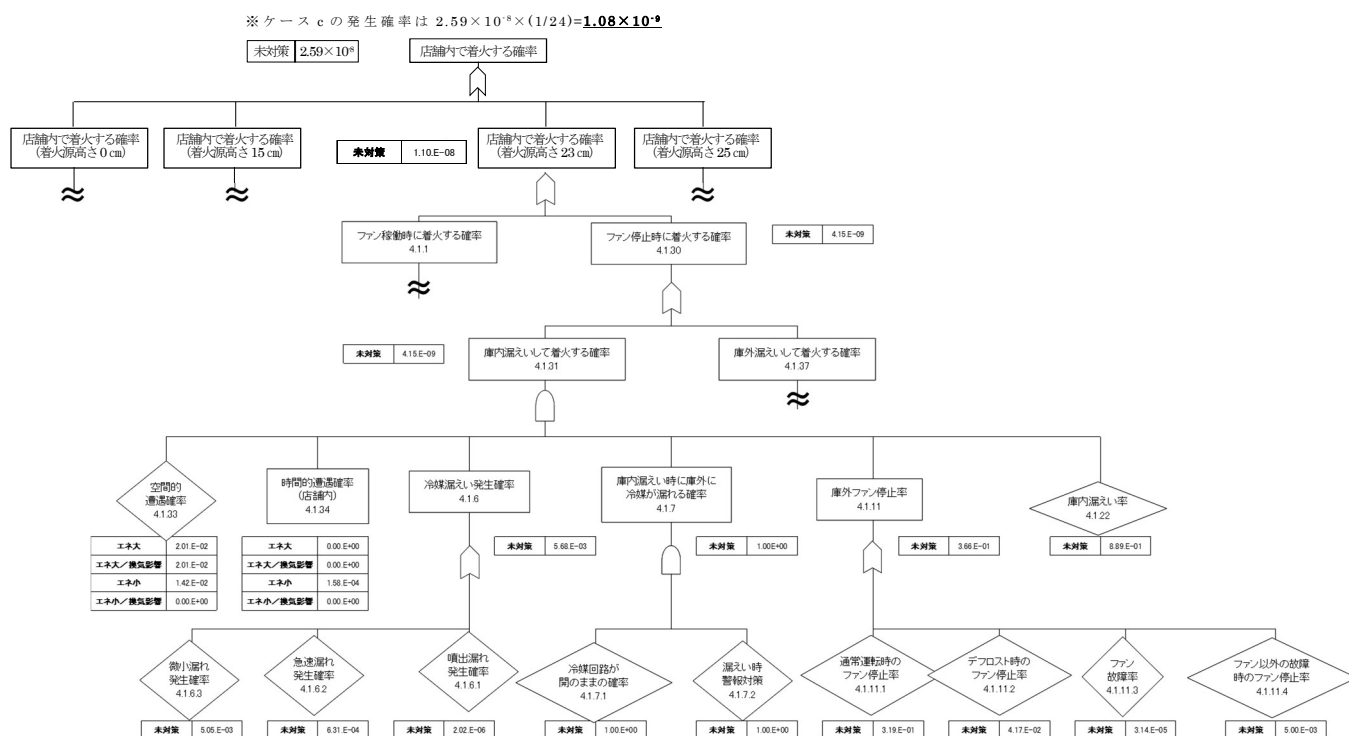 ※ケース c の発生確率は 2.59×10⁻⁸×(1/24)=1.08×10⁻⁹
未対策 2.59×10⁸
店舗内で着火する確率
店舗内で着火する確率
(着火源高さ 0 cm)
店舗内で着火する確率
(着火源高さ 15 cm)
未対策 1.10.E-08
店舗内で着火する確率
(着火源高さ 23 cm)
店舗内で着火する確率
(着火源高さ 25 cm)
≈
≈
≈
ファン稼働時に着火する確率
4.1.1
ファン停止時に着火する確率
4.1.30
未対策 4.15.E-09
≈
未対策 4.15.E-09
庫内漏えいして着火する確率
4.1.31
庫外漏えいして着火する確率
4.1.37
≈
空間的
遭遇確率
4.1.33
時間的遭遇確率
(店舗内)
4.1.34
冷媒漏えい発生確率
4.1.6
庫内漏えい時に庫外に
冷媒が漏れる確率
4.1.7
庫外ファン停止率
4.1.11
庫内漏えい率
4.1.22
エネ大 2.01.E-02
エネ大／換気影響 2.01.E-02
エネ小 1.42.E-02
エネ小／換気影響 0.00.E+00
エネ大 0.00.E+00
エネ大／換気影響 0.00.E+00
エネ小 1.58.E-04
エネ小／換気影響 0.00.E+00
未対策 5.68.E-03
未対策 1.00E+00
未対策 3.66.E-01
未対策 8.89.E-01
微小漏れ
発生確率
4.1.6.3
急速漏れ
発生確率
4.1.6.2
噴出漏れ
発生確率
4.1.6.1
冷媒回路が
開のままの確率
4.1.7.1
漏えい時
警報対策
4.1.7.2
通常運転時の
ファン停止率
4.1.11.1
デフロスト時の
ファン停止率
4.1.11.2
ファン
故障率
4.1.11.3
ファン以外の故障
時のファン停止率
4.1.11.4
未対策 5.05.E-03
未対策 6.31.E-04
未対策 2.02.E-06
未対策 1.00E+00
未対策 1.00E+00
未対策 3.19.E-01
未対策 4.17.E-02
未対策 3.14.E-05
未対策 5.00.E-03